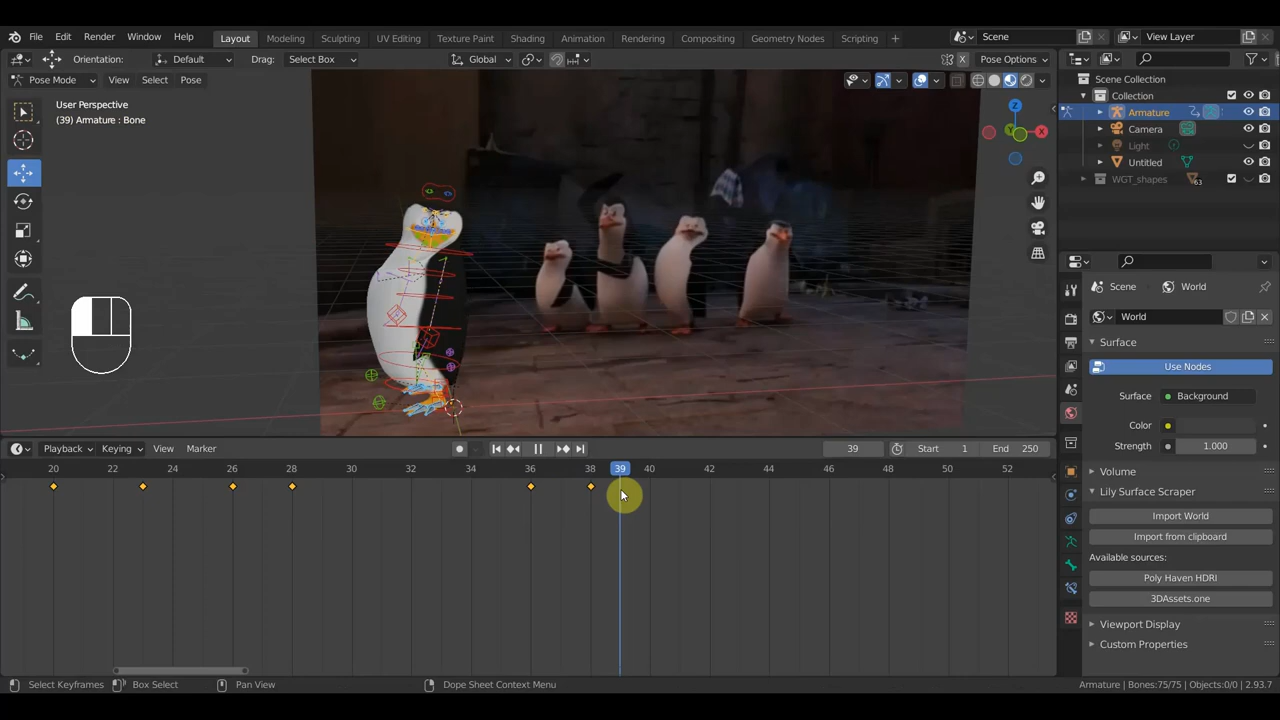 File Edit Render Window Help Layout Modeling Sculpting UV Editing Texture Paint Shading Animation Rendering Compositing Geometry Nodes Scripting + Scene View Layer
Orientation: Default Drag: Select Box Global X Pose Options
Pose Mode View Select Pose
User Perspective
(39) Armature : Bone
Z
X
Y
Scene Collection
Collection
Armature
Camera
Light
Untitled
WGT_shapes 63
Scene World
World
Surface
Use Nodes
Surface Background
Color
Strength 1.000
Volume
Lily Surface Scraper
Import World
Import from clipboard
Available sources:
Poly Haven HDRI
3DAssets.one
Viewport Display
Custom Properties
Playback Keying View Marker 39 Start 1 End 250
20 22 24 26 28 30 32 34 36 38 39 40 42 44 46 48 50 52
Select Keyframes Box Select Pan View Dope Sheet Context Menu Armature | Bones:75/75 | Objects:0/0 | 2.93.7